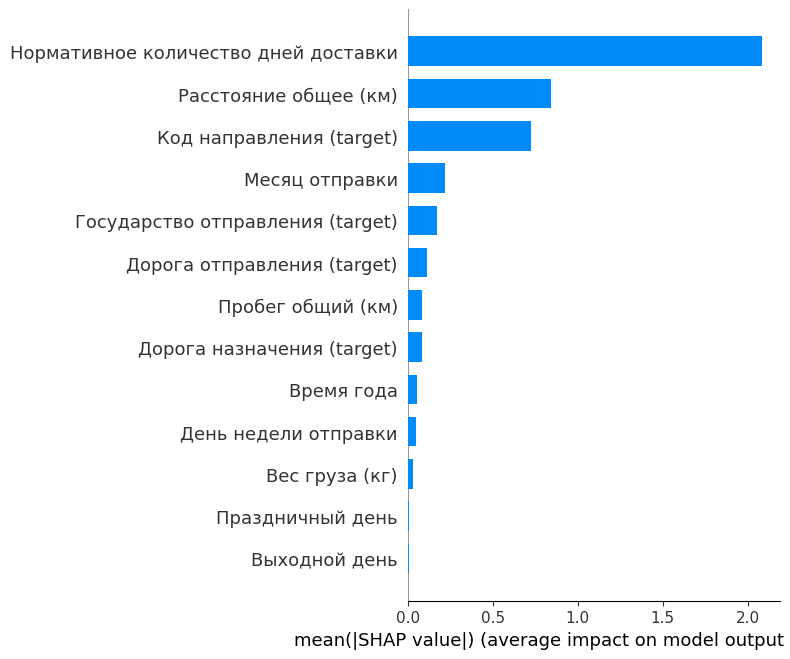 Нормативное количество дней доставки
Расстояние общее (км)
Код направления (target)
Месяц отправки
Государство отправления (target)
Дорога отправления (target)
Пробег общий (км)
Дорога назначения (target)
Время года
День недели отправки
Вес груза (кг)
Праздничный день
Выходной день
0.0 0.5 1.0 1.5 2.0
mean(|SHAP value|) (average impact on model output